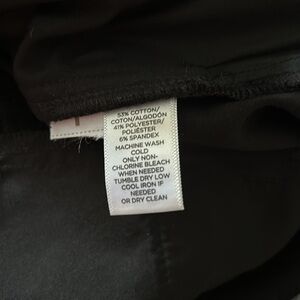 53% COTTON/
COTON/ALGODÓN
41% POLYESTER/
POLIÉSTER
6% SPANDEX
MACHINE WASH
COLD
ONLY NON-
CHLORINE BLEACH
WHEN NEEDED
TUMBLE DRY LOW
COOL IRON IF
NEEDED
OR DRY CLEAN